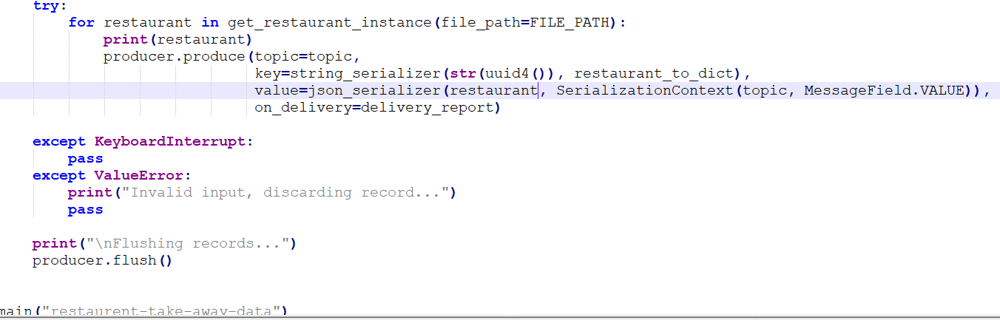 try:
for restaurant in get_restaurant_instance(file_path=FILE_PATH):
print(restaurant)
producer.produce(topic=topic,
key=string_serializer(str(uuid4()), restaurant_to_dict),
value=json_serializer(restaurant, SerializationContext(topic, MessageField.VALUE)),
on_delivery=delivery_report)
except KeyboardInterrupt:
pass
except ValueError:
print("Invalid input, discarding record...")
pass
print("\nFlushing records...")
producer.flush()
main("restaurent-take-away-data")